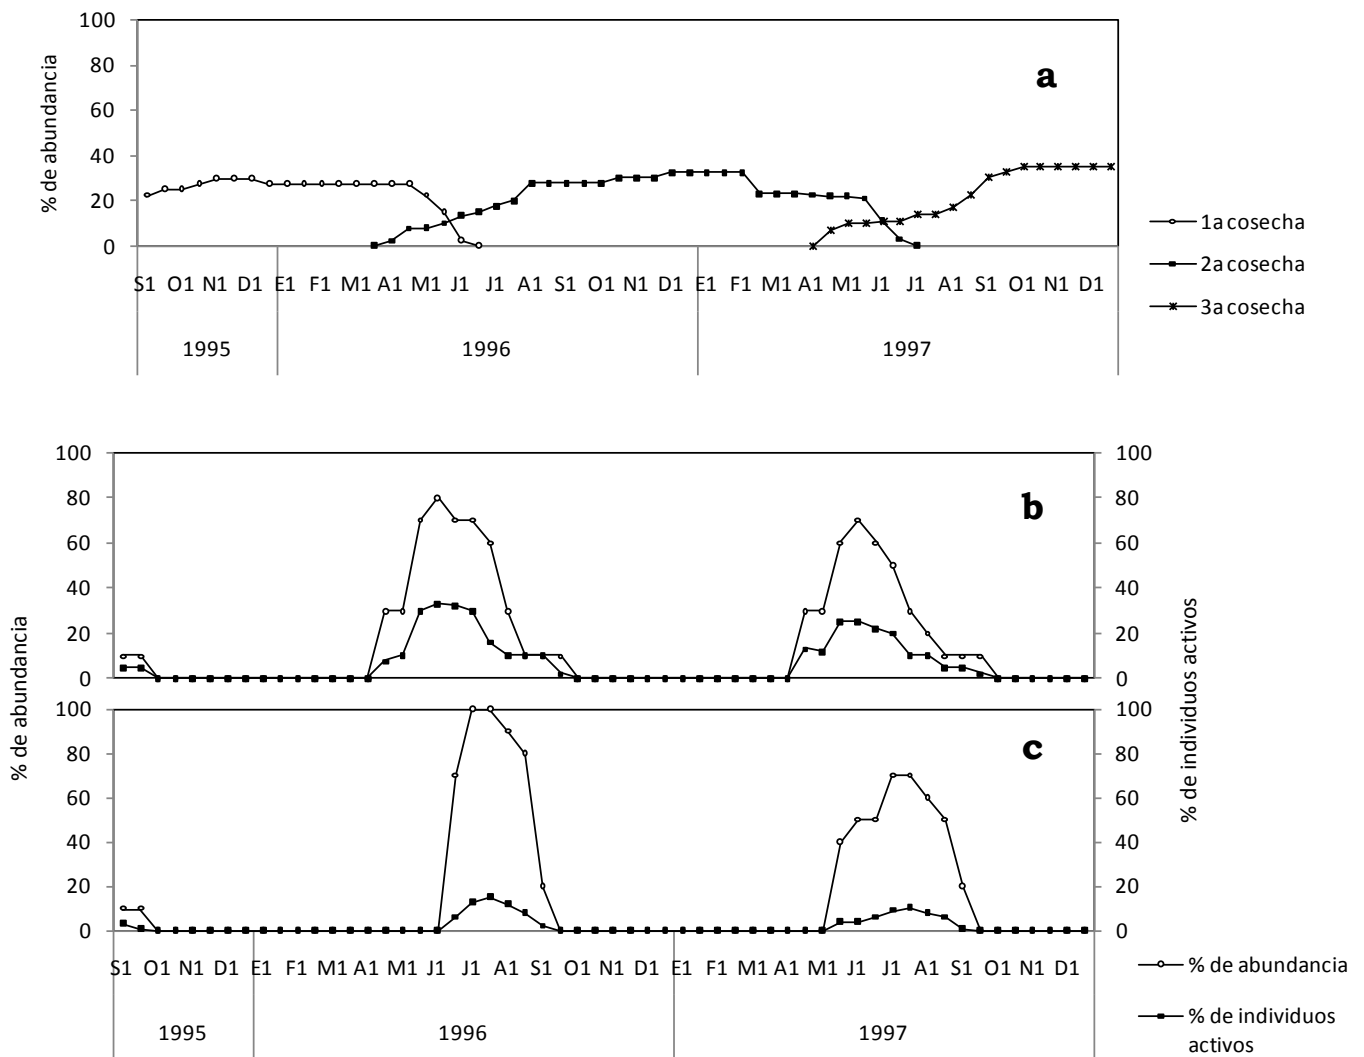 100
80
60
40
20
0
% de abundancia
a
S1 O1 N1 D1 E1 F1 M1 A1 M1 J1 J1 A1 S1 O1 N1 D1 E1 F1 M1 A1 M1 J1 J1 A1 S1 O1 N1 D1
1995 1996 1997
1a cosecha
2a cosecha
3a cosecha
100 100
80 80
60 60
40 40
20 20
0 0
b
% de abundancia
% de individuos activos
100 100
80 80
60 60
40 40
20 20
0 0
c
S1 O1 N1 D1 E1 F1 M1 A1 M1 J1 J1 A1 S1 O1 N1 D1 E1 F1 M1 A1 M1 J1 J1 A1 S1 O1 N1 D1
1995 1996 1997
% de abundancia
% de individuos
activos